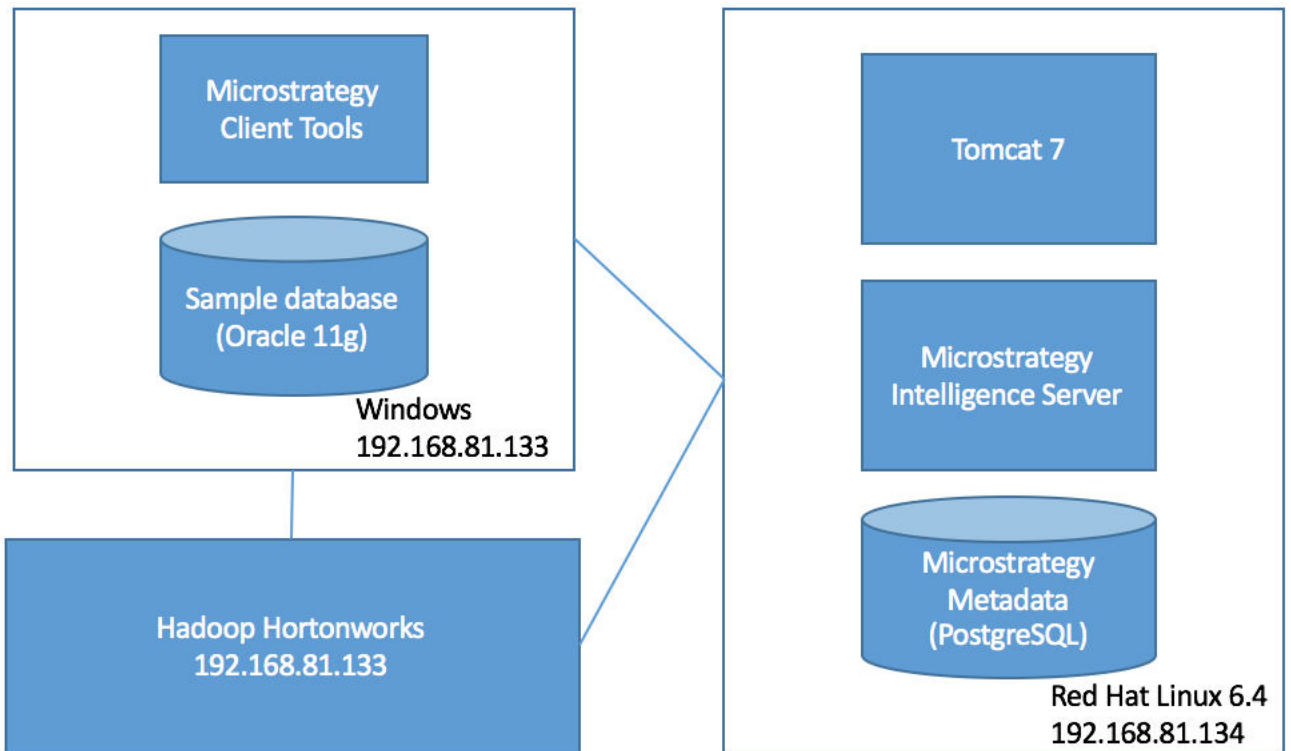 Microstrategy
Client Tools
Sample database
(Oracle 11g)
Windows
192.168.81.133
Hadoop Hortonworks
192.168.81.133
Tomcat 7
Microstrategy
Intelligence Server
Microstrategy
Metadata
(PostgreSQL)
Red Hat Linux 6.4
192.168.81.134